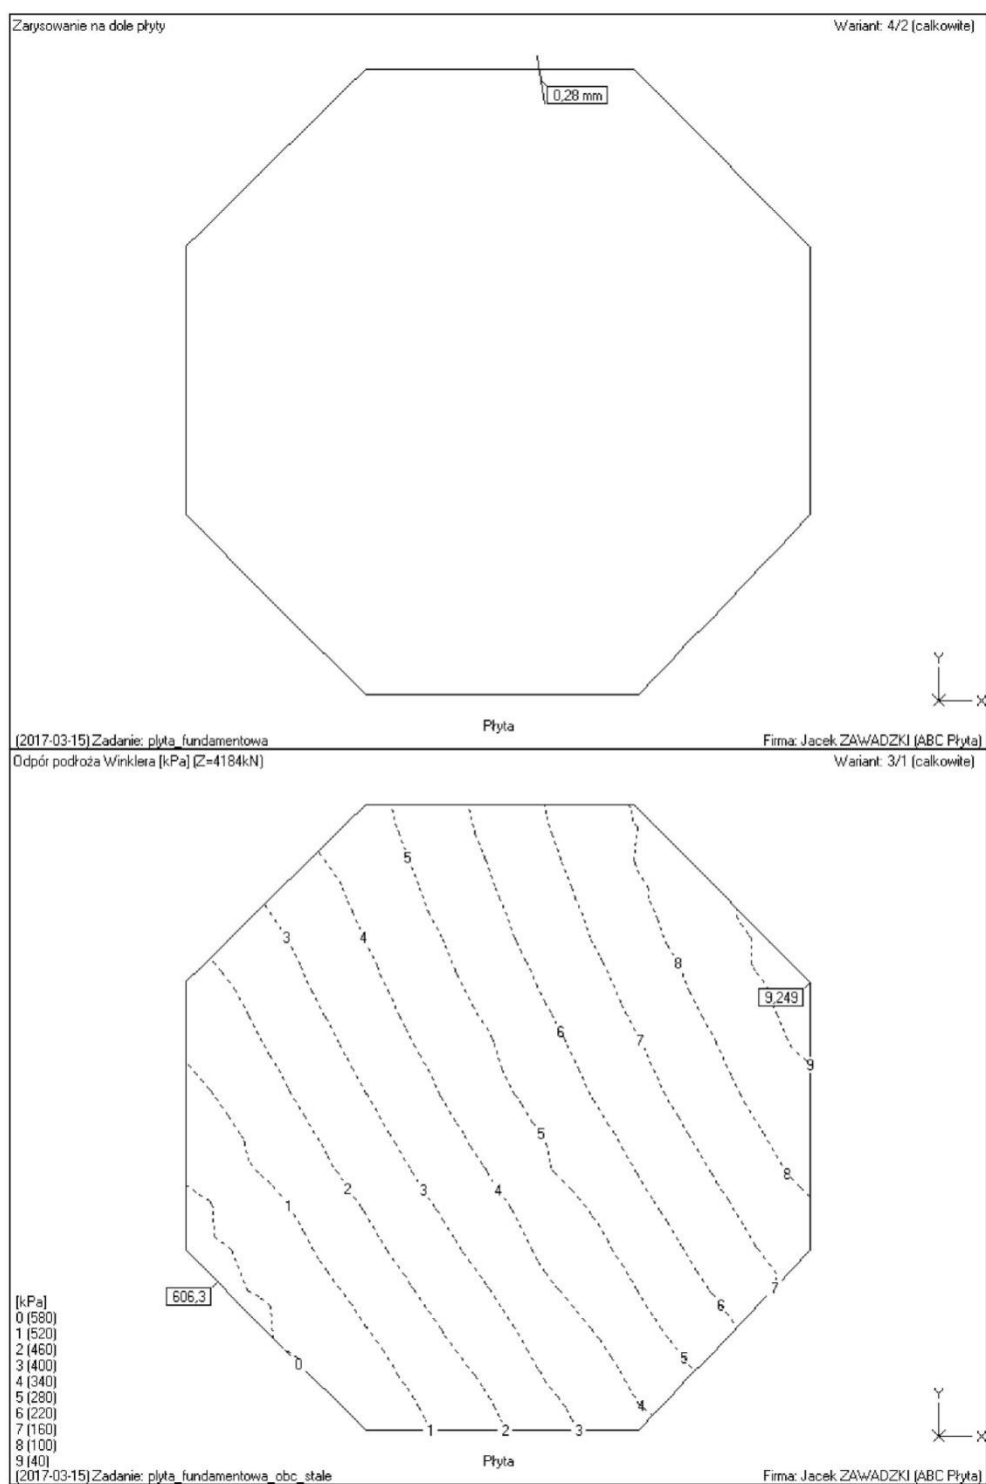 Zarysowanie na dole płyty
Wariant: 4/2 (calkowite)
0,28 mm
Y
X
Płyta
(2017-03-15) Zadanie: plyta_fundamentowa
Firma: Jacek ZAWADZKI (ABC Płyta)
Odpór podłoża Winklera [kPa] (Z=4184kN)
Wariant: 3/1 (calkowite)
5
3
4
8
9,249
6
7
9
5
8
2
3
4
1
606,3
7
6
5
0
4
1
2
3
[kPa]
0 (580)
1 (520)
2 (460)
3 (400)
4 (340)
5 (280)
6 (220)
7 (160)
8 (100)
9 (40)
Y
X
Płyta
(2017-03-15) Zadanie: plyta_fundamentowa_obc_stale
Firma: Jacek ZAWADZKI (ABC Płyta)